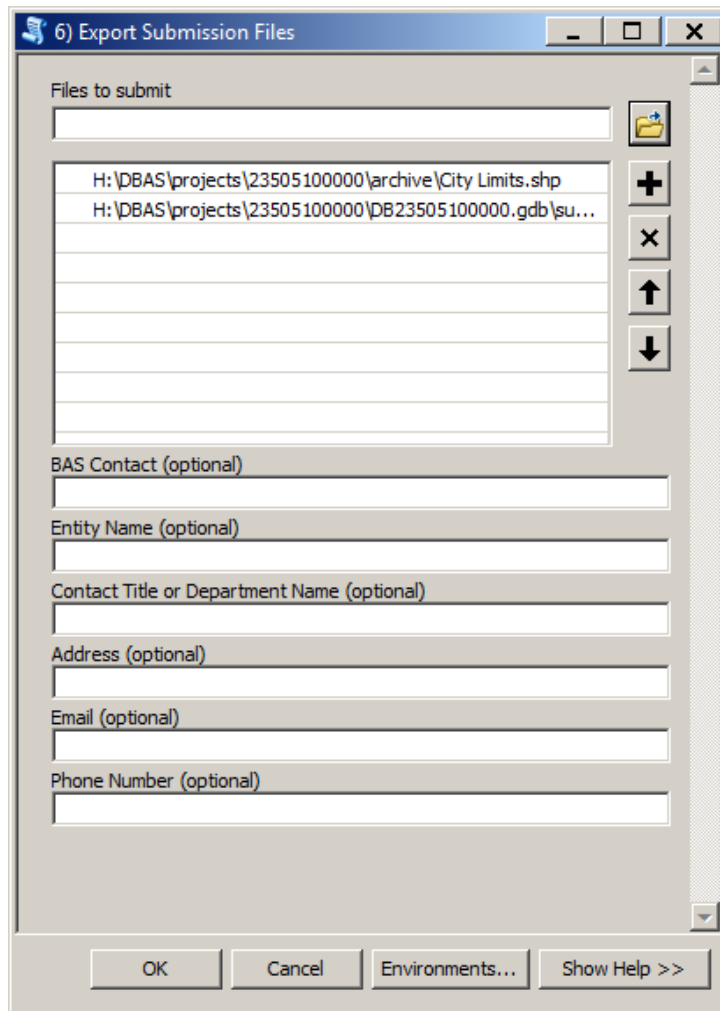 6) Export Submission Files
Files to submit
H:\DBAS\projects\23505100000\archive\City Limits.shp
H:\DBAS\projects\23505100000\DB23505100000.gdb\su...
BAS Contact (optional)
Entity Name (optional)
Contact Title or Department Name (optional)
Address (optional)
Email (optional)
Phone Number (optional)
OK Cancel Environments... Show Help >>